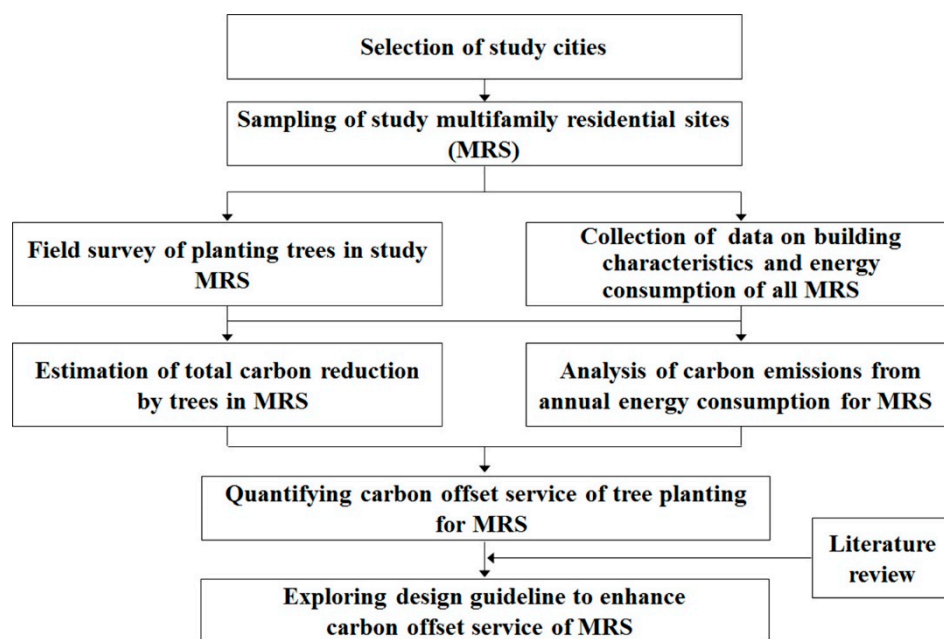 Selection of study cities
Sampling of study multifamily residential sites
(MRS)
Field survey of planting trees in study
MRS
Collection of data on building
characteristics and energy
consumption of all MRS
Estimation of total carbon reduction
by trees in MRS
Analysis of carbon emissions from
annual energy consumption for MRS
Quantifying carbon offset service of tree planting
for MRS
Literature
review
Exploring design guideline to enhance
carbon offset service of MRS